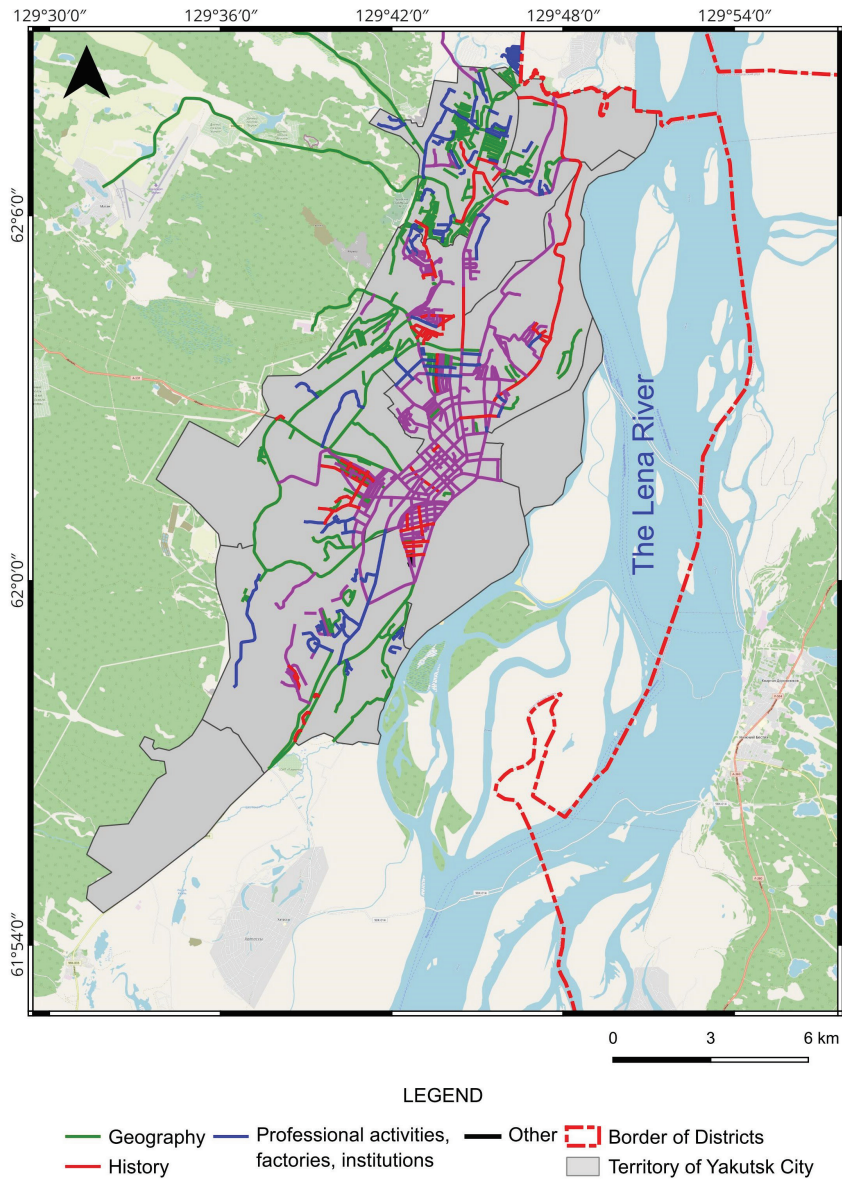 129°30′0″ 129°36′0″ 129°42′0″ 129°48′0″ 129°54′0″
62°6′0″
62°0′0″
61°54′0″
The Lena River
0 3 6 km
LEGEND
Geography
History
Professional activities,
factories, institutions
Other
Border of Districts
Territory of Yakutsk City